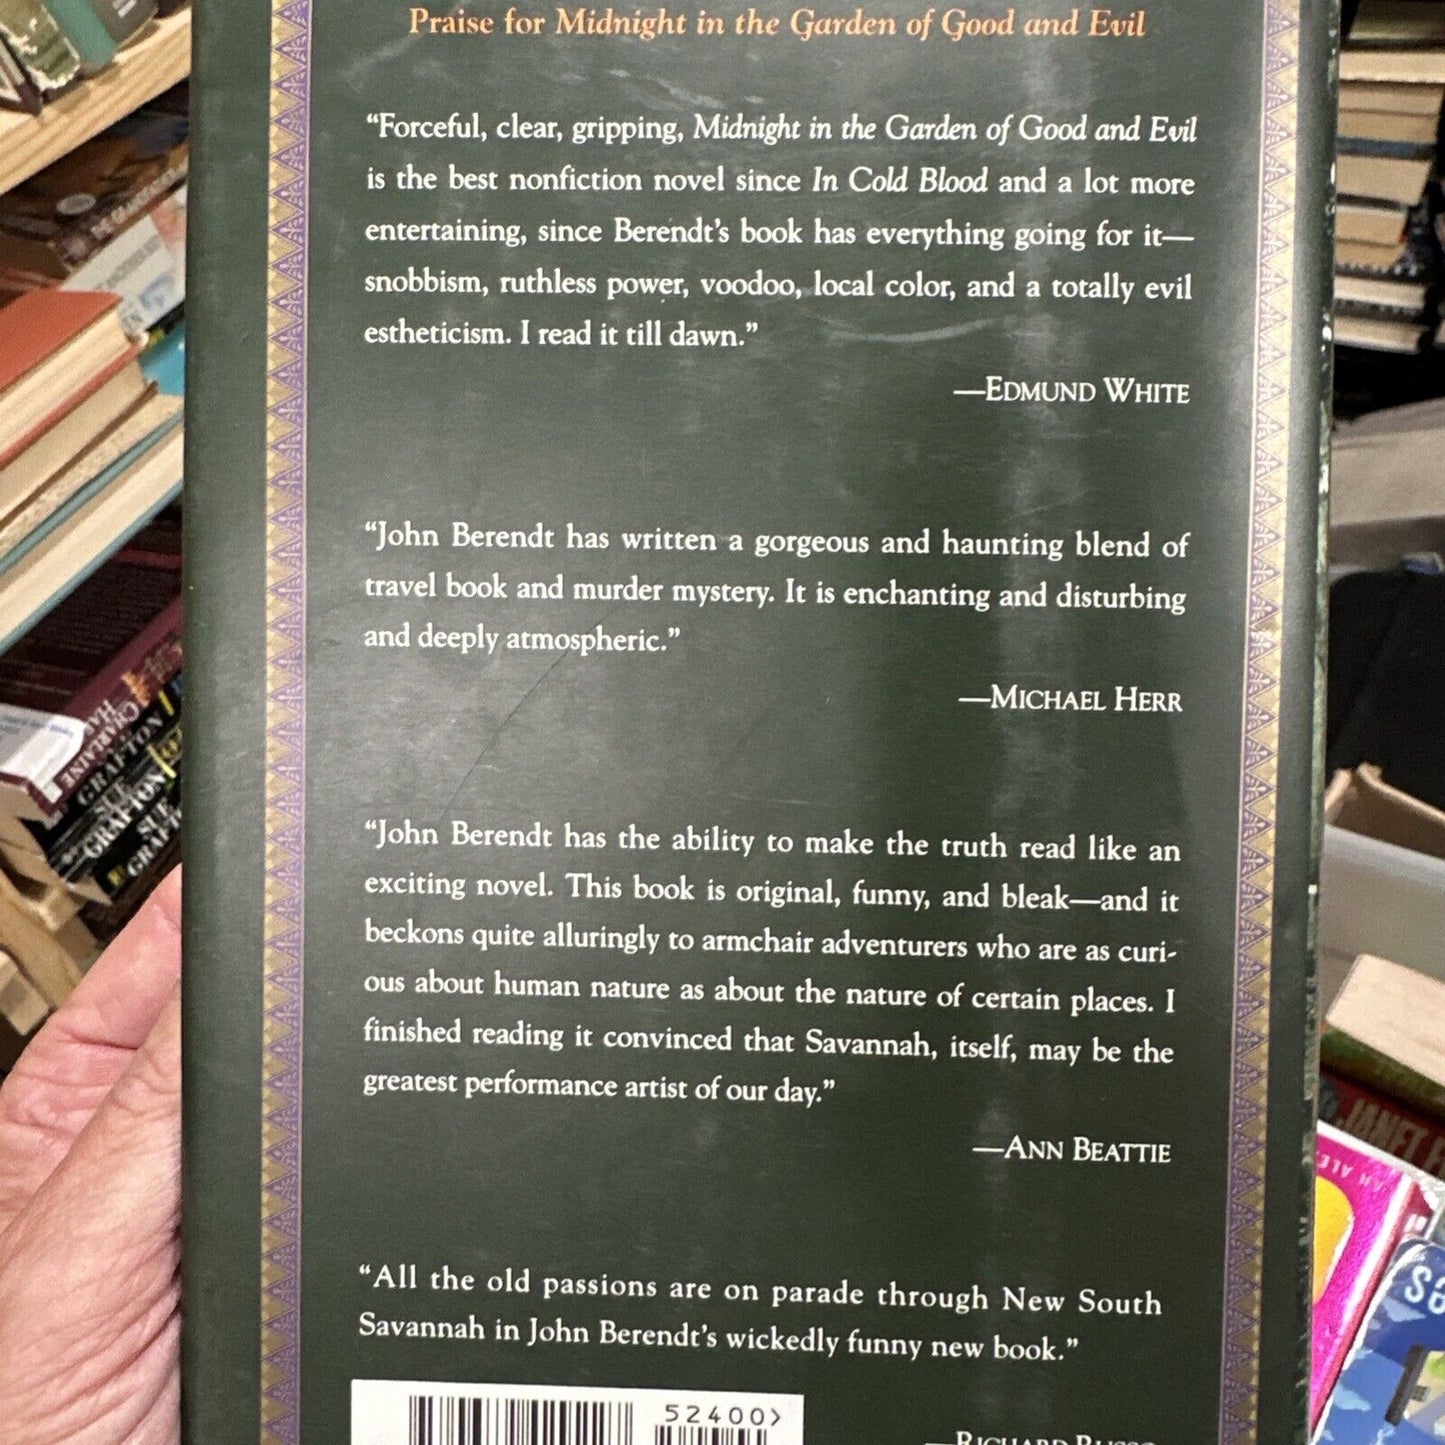 Praise for Midnight in the Garden of Good and Evil
“Forceful, clear, gripping, Midnight in the Garden of Good and Evil
is the best nonfiction novel since In Cold Blood and a lot more
entertaining, since Berendt’s book has everything going for it—
snobbism, ruthless power, voodoo, local color, and a totally evil
estheticism. I read it till dawn.”
—EDMUND WHITE
“John Berendt has written a gorgeous and haunting blend of
travel book and murder mystery. It is enchanting and disturbing
and deeply atmospheric.”
—MICHAEL HERR
“John Berendt has the ability to make the truth read like an
exciting novel. This book is original, funny, and bleak—and it
beckons quite alluringly to armchair adventurers who are as curi-
ous about human nature as about the nature of certain places. I
finished reading it convinced that Savannah, itself, may be the
greatest performance artist of our day.”
—ANN BEATTIE
“All the old passions are on parade through New South
Savannah in John Berendt’s wickedly funny new book.”
52400>
—RICHARD
CHARLAINE
GRAFTON
SUE
GRAFTON
SUE
JANET